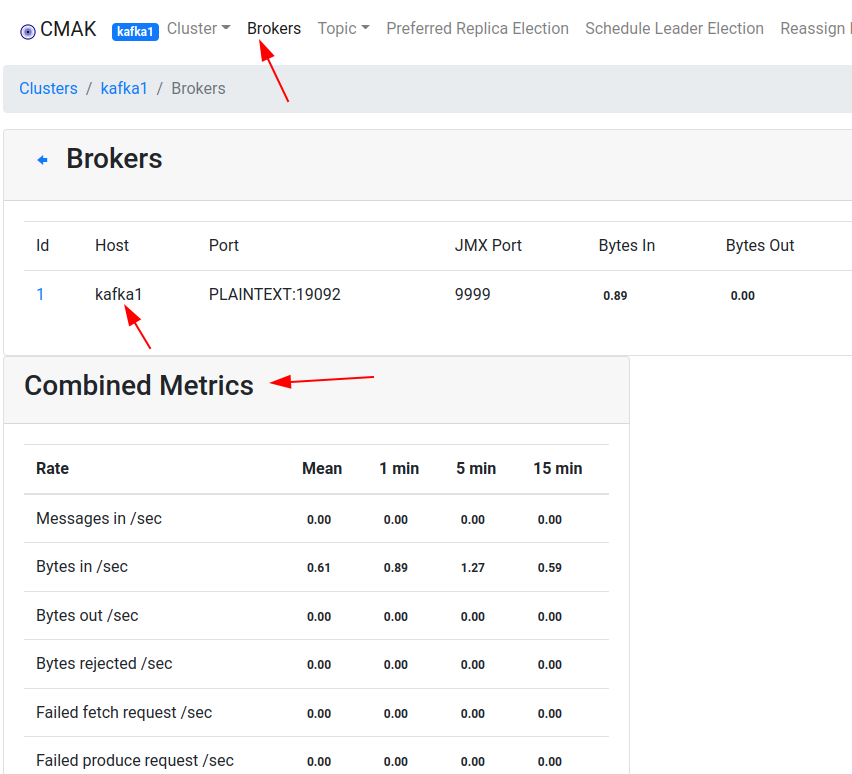 CMAK kafka1 Cluster Brokers Topic Preferred Replica Election Schedule Leader Election Reassign
Clusters / kafka1 / Brokers
Brokers
Id Host Port JMX Port Bytes In Bytes Out
1 kafka1 PLAINTEXT:19092 9999 0.89 0.00
Combined Metrics
Rate Mean 1 min 5 min 15 min
Messages in /sec 0.00 0.00 0.00 0.00
Bytes in /sec 0.61 0.89 1.27 0.59
Bytes out /sec 0.00 0.00 0.00 0.00
Bytes rejected /sec 0.00 0.00 0.00 0.00
Failed fetch request /sec 0.00 0.00 0.00 0.00
Failed produce request /sec 0.00 0.00 0.00 0.00